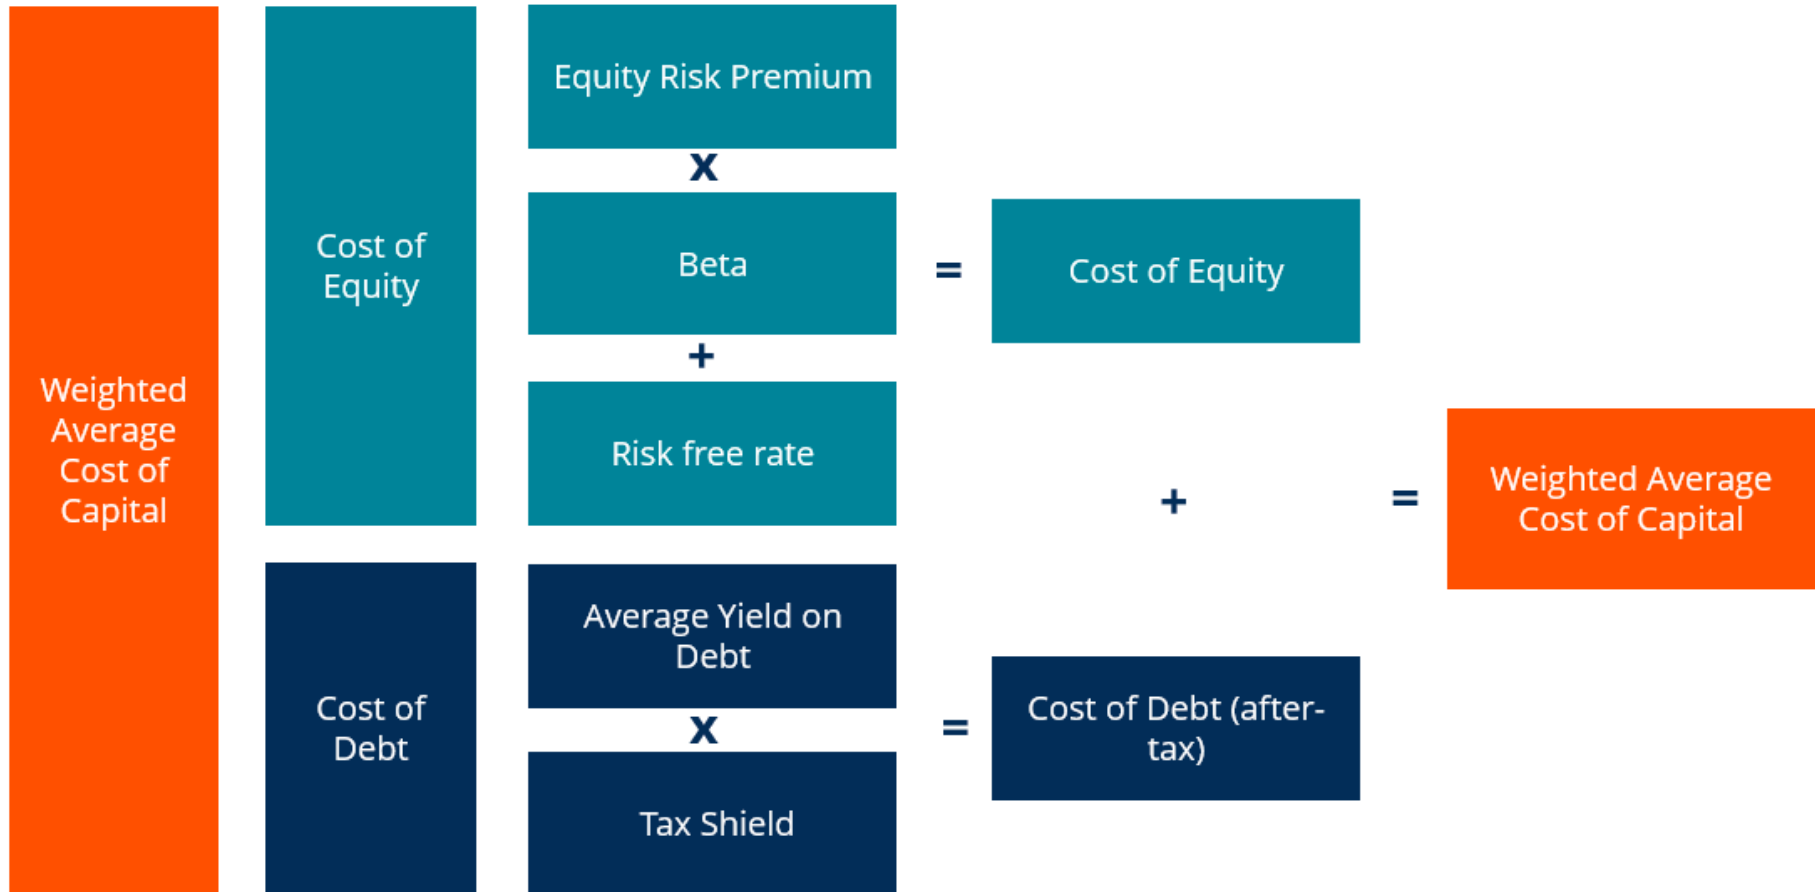 Weighted
Average
Cost of
Capital
Cost of
Equity
Equity Risk Premium
x
Beta
+
Risk free rate
=
Cost of Equity
Cost of
Debt
Average Yield on
Debt
x
Tax Shield
=
Cost of Debt (after-
tax)
+
=
Weighted Average
Cost of Capital